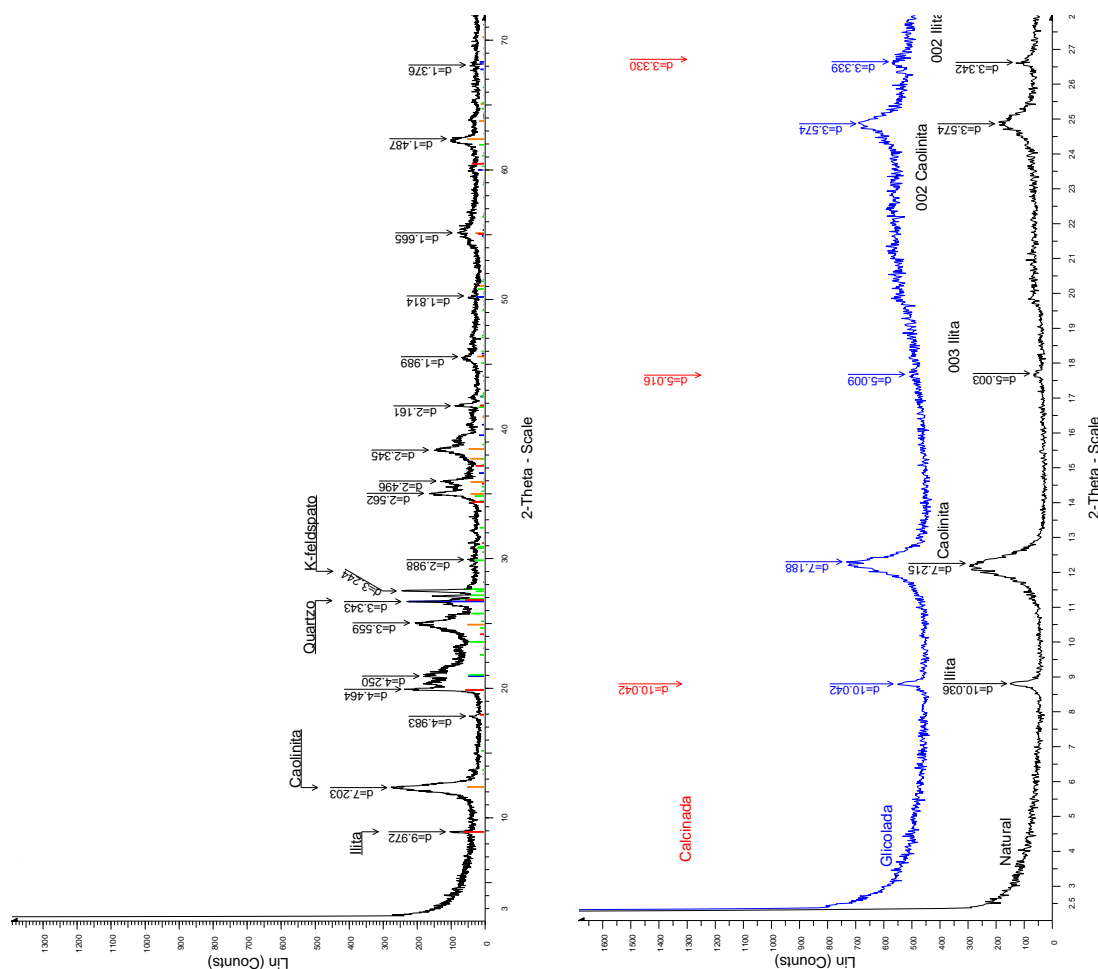 Lin (Counts)
0
100
200
300
400
500
600
700
800
900
1000
1100
1200
1300
2-Theta - Scale
3
10
20
30
40
50
60
70
Ilita
Caolinita
Quartzo
K-feldspato
d=9.972
d=7.203
d=4.983
d=4.464
d=4.250
d=3.559
d=3.343
d=3.244
d=2.988
d=2.562
d=2.496
d=2.345
d=2.161
d=1.989
d=1.814
d=1.665
d=1.487
d=1.376
Lin (Counts)
0
100
200
300
400
500
600
700
800
900
1000
1100
1200
1300
1400
1500
1600
2-Theta - Scale
2.5
3
4
5
6
7
8
9
10
11
12
13
14
15
16
17
18
19
20
21
22
23
24
25
26
27
2
Calcinada
d=10.042
d=5.016
d=3.330
Glicolada
d=10.042
d=7.188
d=5.009
d=3.574
d=3.339
Natural
d=10.036
d=7.215
d=5.003
d=3.574
d=3.342
Ilita
Caolinita
003 Ilita
002 Caolinita
002 Ilita